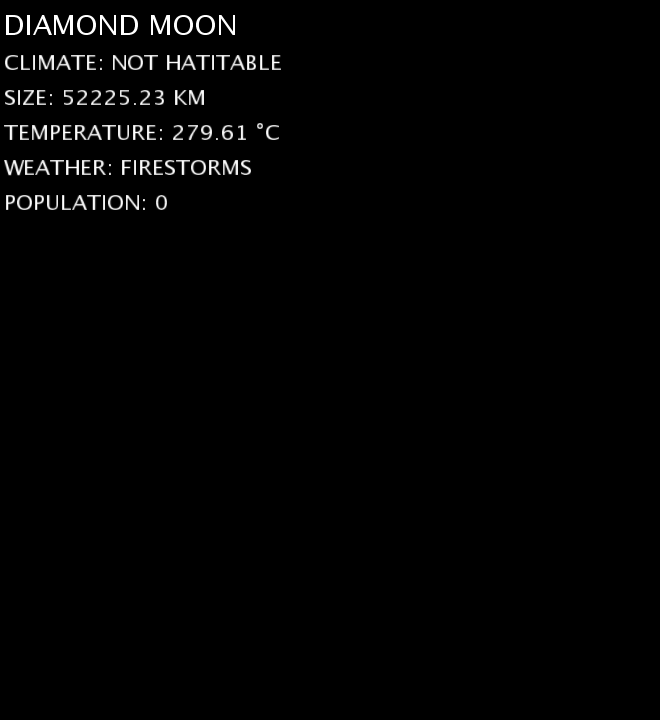 DIAMOND MOON
CLIMATE: NOT HATITABLE
SIZE: 52225.23 KM
TEMPERATURE: 279.61 °C
WEATHER: FIRESTORMS
POPULATION: 0